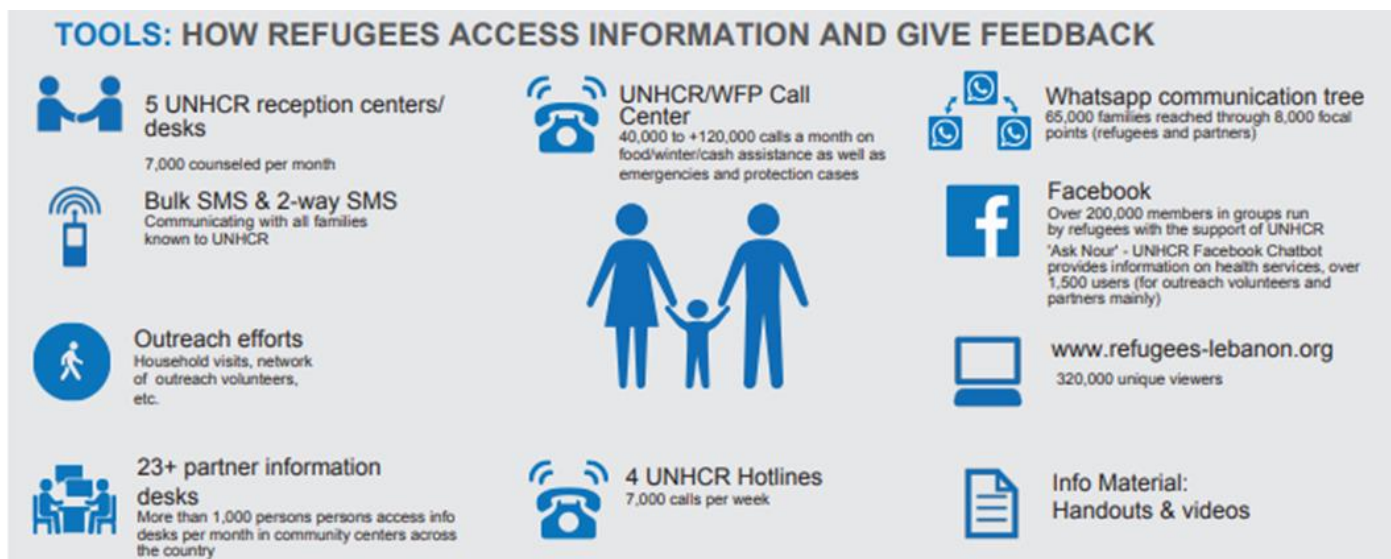 TOOLS: HOW REFUGEES ACCESS INFORMATION AND GIVE FEEDBACK
5 UNHCR reception centers/
desks
7,000 counseled per month
Bulk SMS & 2-way SMS
Communicating with all families
known to UNHCR
Outreach efforts
Household visits, network
of outreach volunteers,
etc.
23+ partner information
desks
More than 1,000 persons persons access info
desks per month in community centers across
the country
UNHCR/WFP Call
Center
40,000 to +120,000 calls a month on
food/winter/cash assistance as well as
emergencies and protection cases
4 UNHCR Hotlines
7,000 calls per week
Whatsapp communication tree
65,000 families reached through 8,000 focal
points (refugees and partners)
Facebook
Over 200,000 members in groups run
by refugees with the support of UNHCR
'Ask Nour' - UNHCR Facebook Chatbot
provides information on health services, over
1,500 users (for outreach volunteers and
partners mainly)
www.refugees-lebanon.org
320,000 unique viewers
Info Material:
Handouts & videos